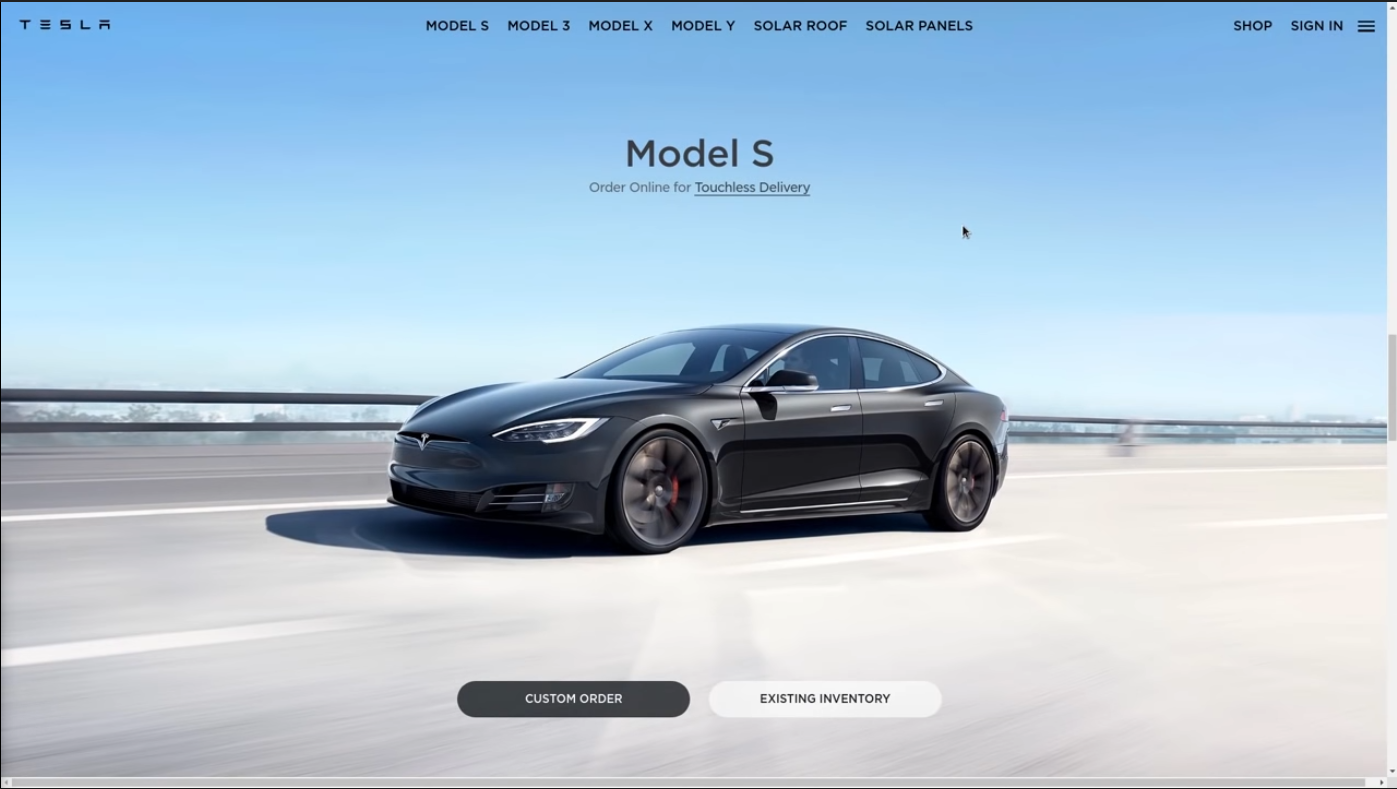 TESLA
MODEL S MODEL 3 MODEL X MODEL Y SOLAR ROOF SOLAR PANELS
SHOP SIGN IN
Model S
Order Online for Touchless Delivery
CUSTOM ORDER
EXISTING INVENTORY